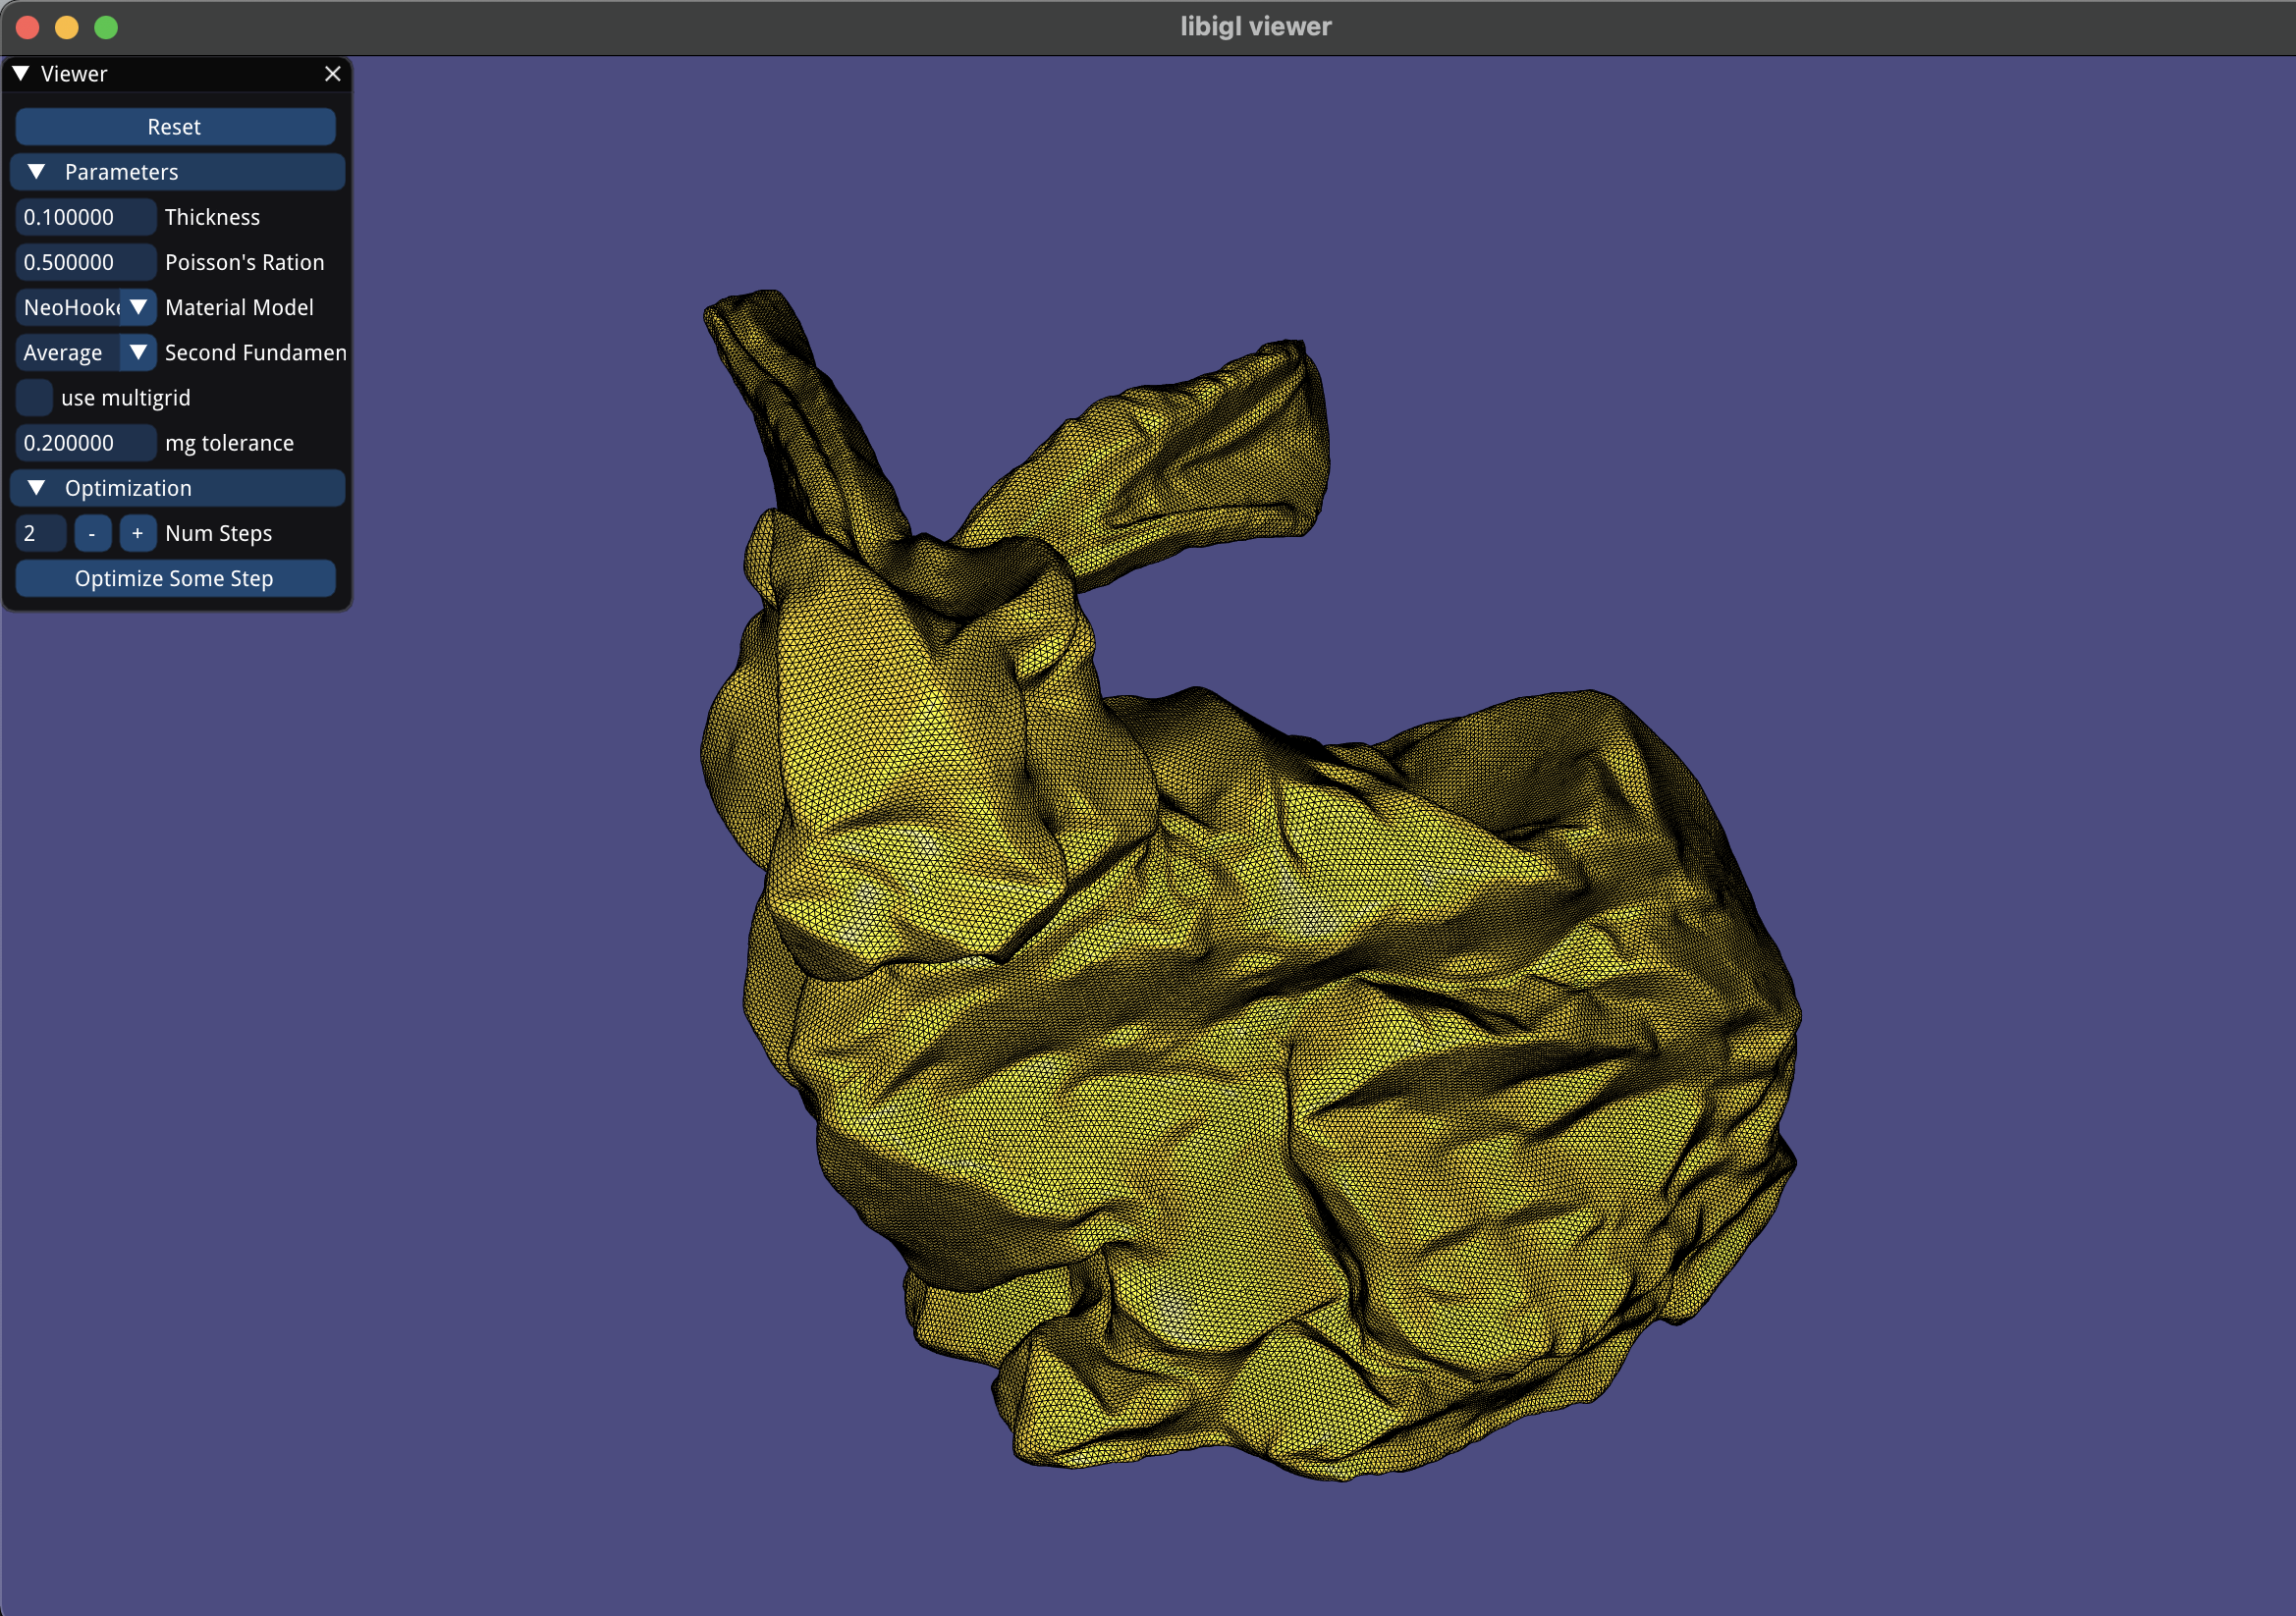 libigl viewer
Viewer
Reset
Parameters
0.100000 Thickness
0.500000 Poisson's Ration
NeoHooke Material Model
Average Second Fundamen
use multigrid
0.200000 mg tolerance
Optimization
2 - + Num Steps
Optimize Some Step